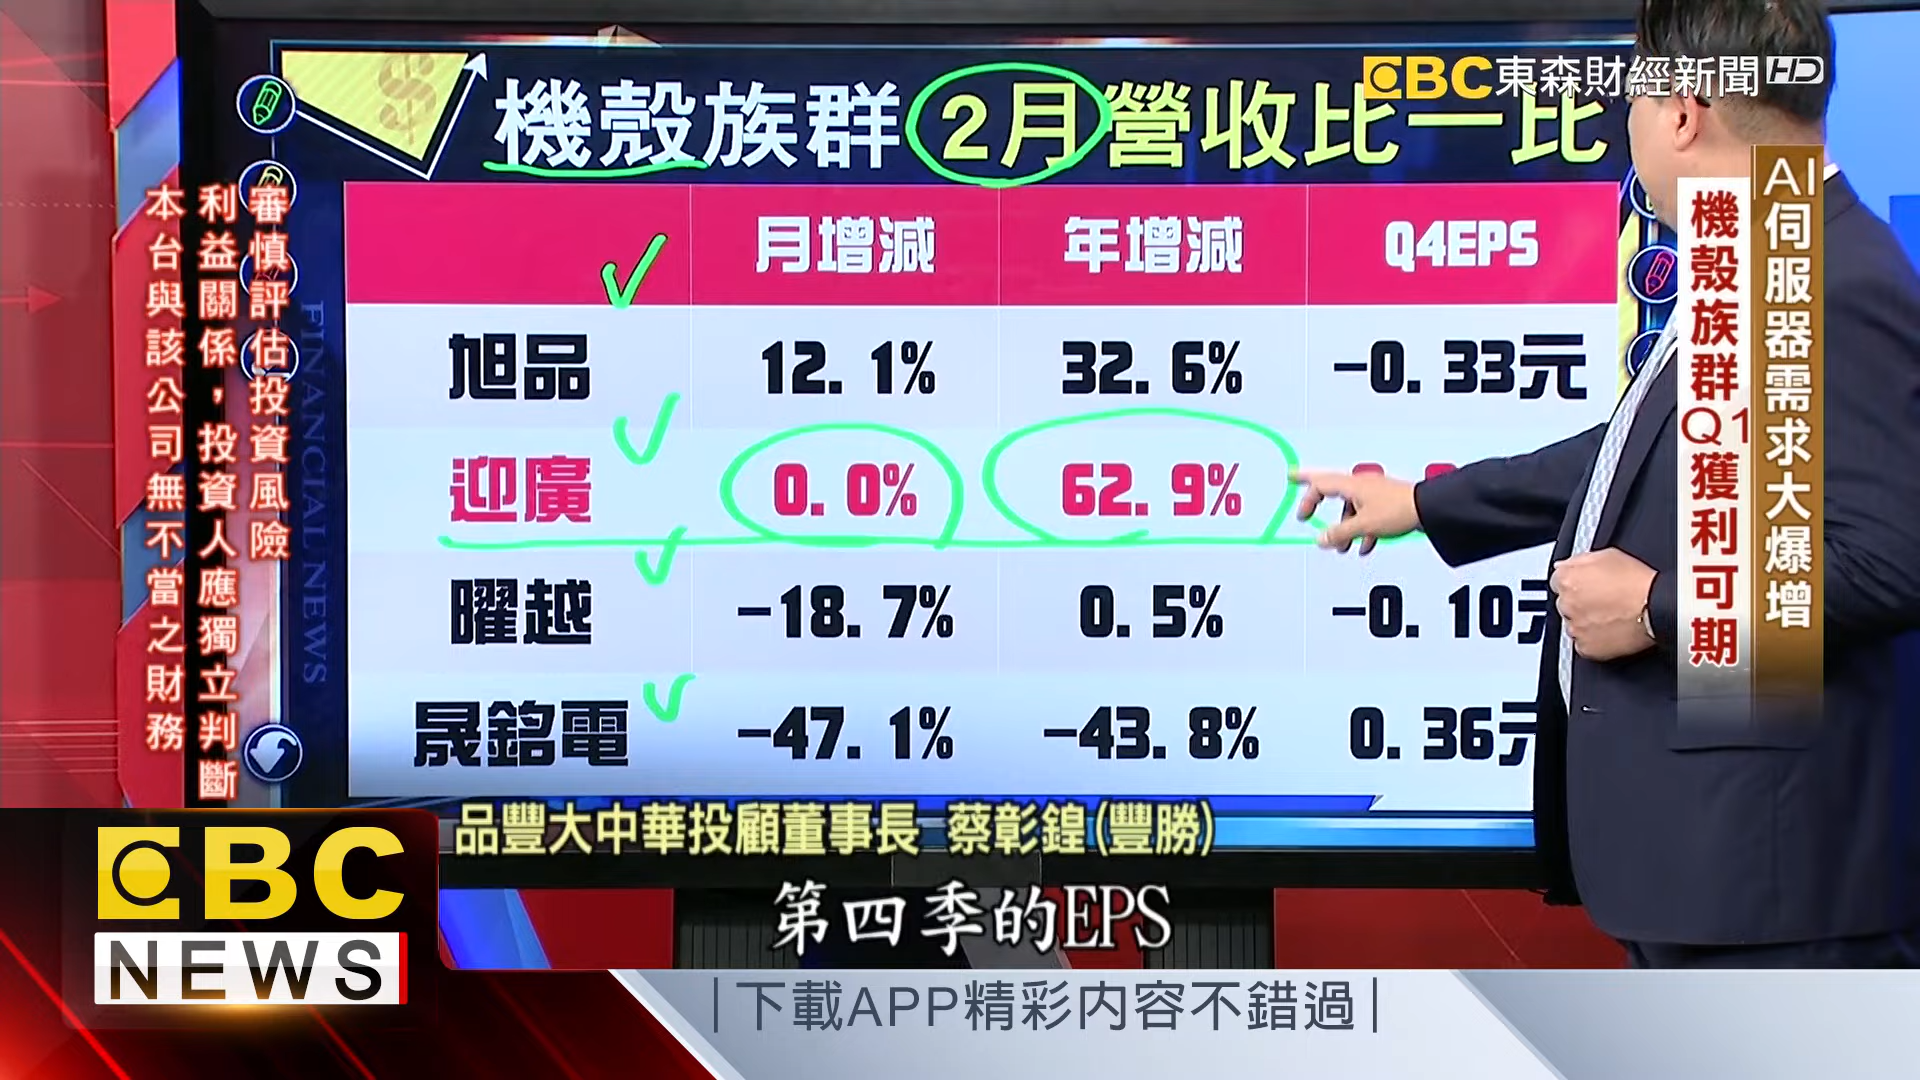 EBC東森財經新聞HD
機殼族群2月營收比一比
月增減 年增減 Q4EPS
旭品 12.1% 32.6% -0.33元
迎廣 0.0% 62.9%
曜越 -18.7% 0.5% -0.10元
晟銘電 -47.1% -43.8% 0.36元
FINANCIAL NEWS
本台與該公司無不當之財務
利益關係，投資人應獨立判斷
審慎評估投資風險
AI伺服器需求大爆增
機殼族群Q1獲利可期
品豐大中華投顧董事長 蔡彰鍠(豐勝)
第四季的EPS
EBC
NEWS
|下載APP精彩內容不錯過|